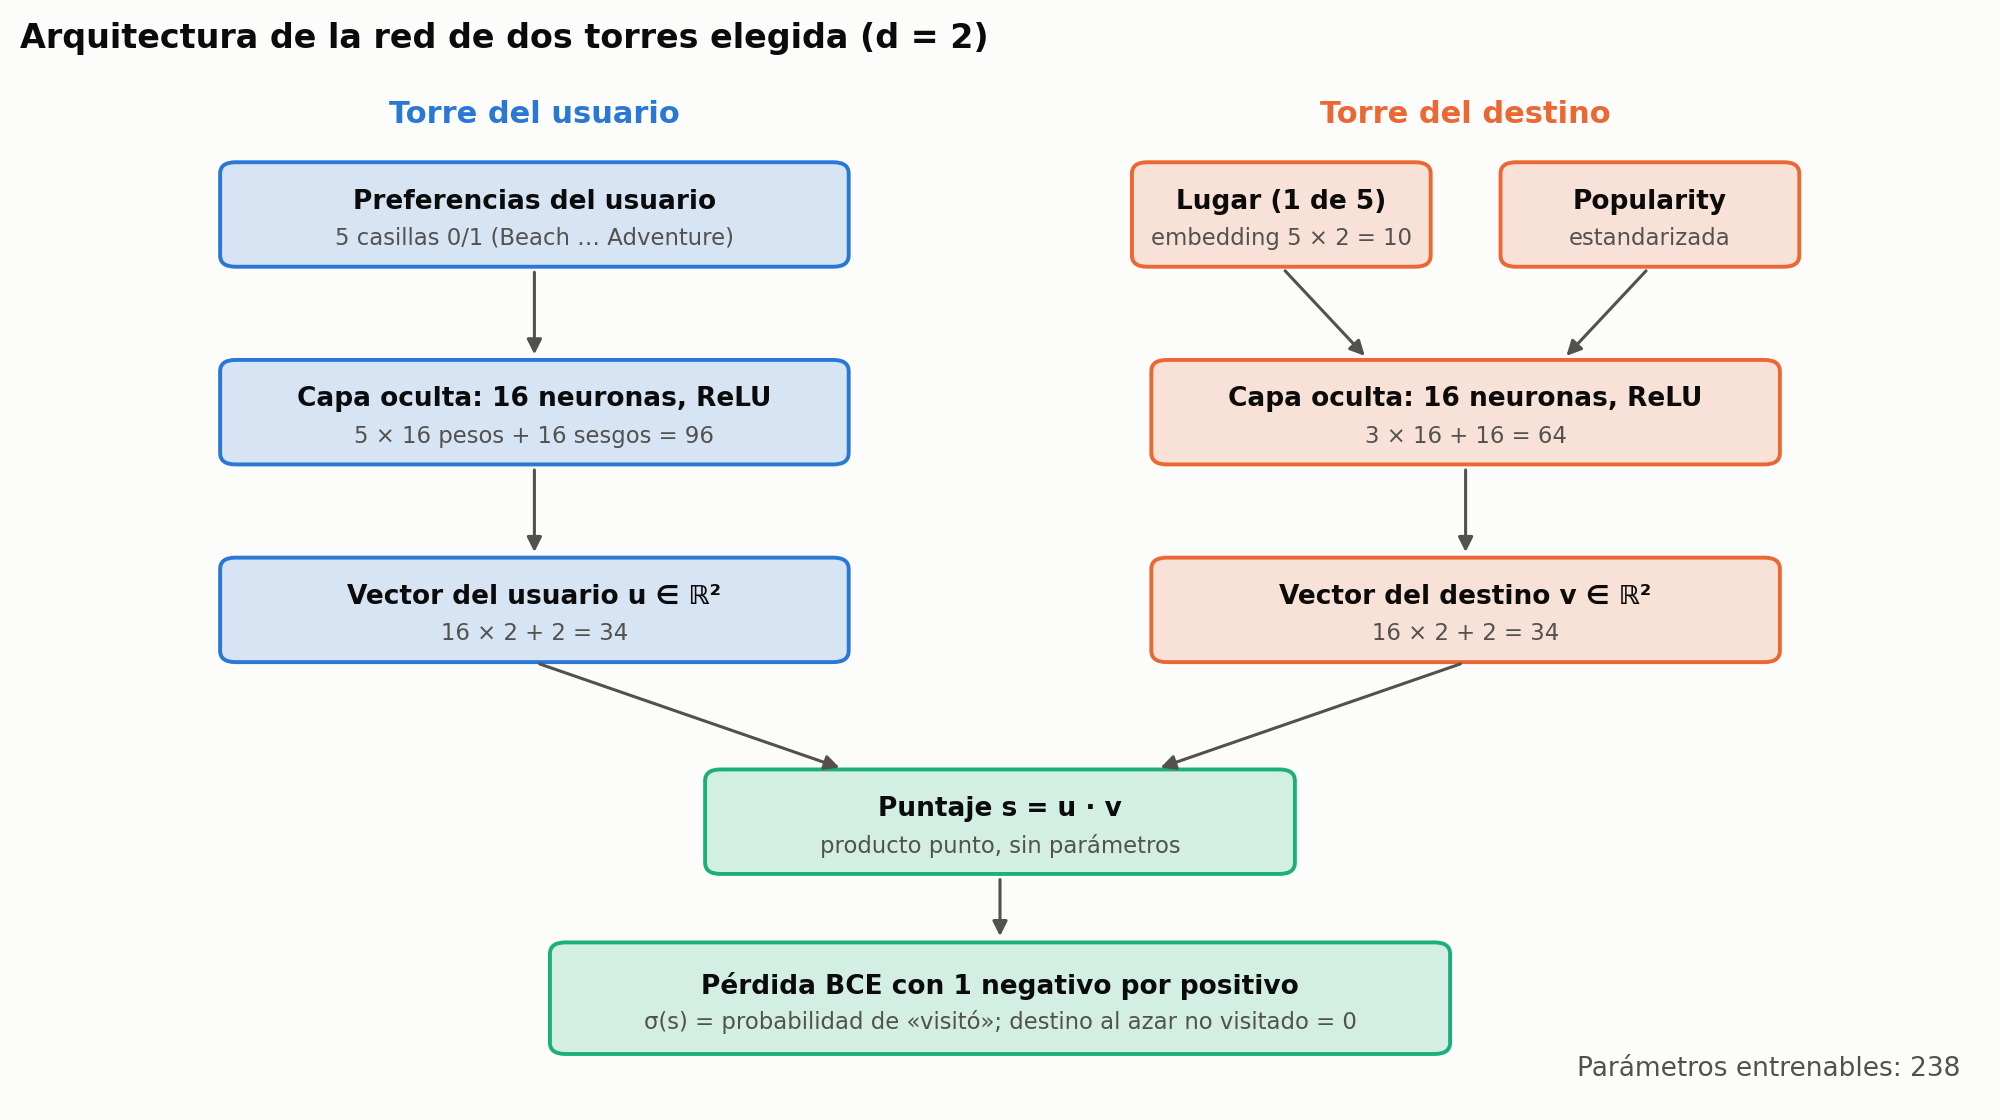 Arquitectura de la red de dos torres elegida (d = 2)
Torre del usuario
Preferencias del usuario
5 casillas 0/1 (Beach … Adventure)
Capa oculta: 16 neuronas, ReLU
5 × 16 pesos + 16 sesgos = 96
Vector del usuario u ∈ ℝ²
16 × 2 + 2 = 34
Torre del destino
Lugar (1 de 5)
embedding 5 × 2 = 10
Popularity
estandarizada
Capa oculta: 16 neuronas, ReLU
3 × 16 + 16 = 64
Vector del destino v ∈ ℝ²
16 × 2 + 2 = 34
Puntaje s = u · v
producto punto, sin parámetros
Pérdida BCE con 1 negativo por positivo
σ(s) = probabilidad de «visitó»; destino al azar no visitado = 0
Parámetros entrenables: 238